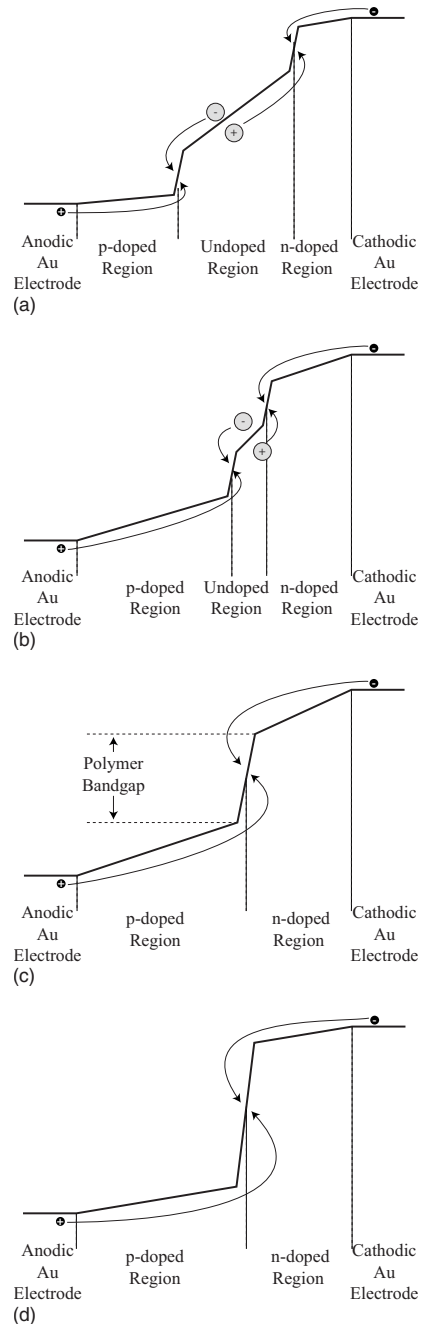 -
-
+
+
Anodic
Au
Electrode
p-doped
Region
Undoped
Region
n-doped
Region
Cathodic
Au
Electrode
(a)
-
-
+
+
Anodic
Au
Electrode
p-doped
Region
Undoped
Region
n-doped
Region
Cathodic
Au
Electrode
(b)
-
Polymer
Bandgap
+
Anodic
Au
Electrode
p-doped
Region
n-doped
Region
Cathodic
Au
Electrode
(c)
-
+
Anodic
Au
Electrode
p-doped
Region
n-doped
Region
Cathodic
Au
Electrode
(d)